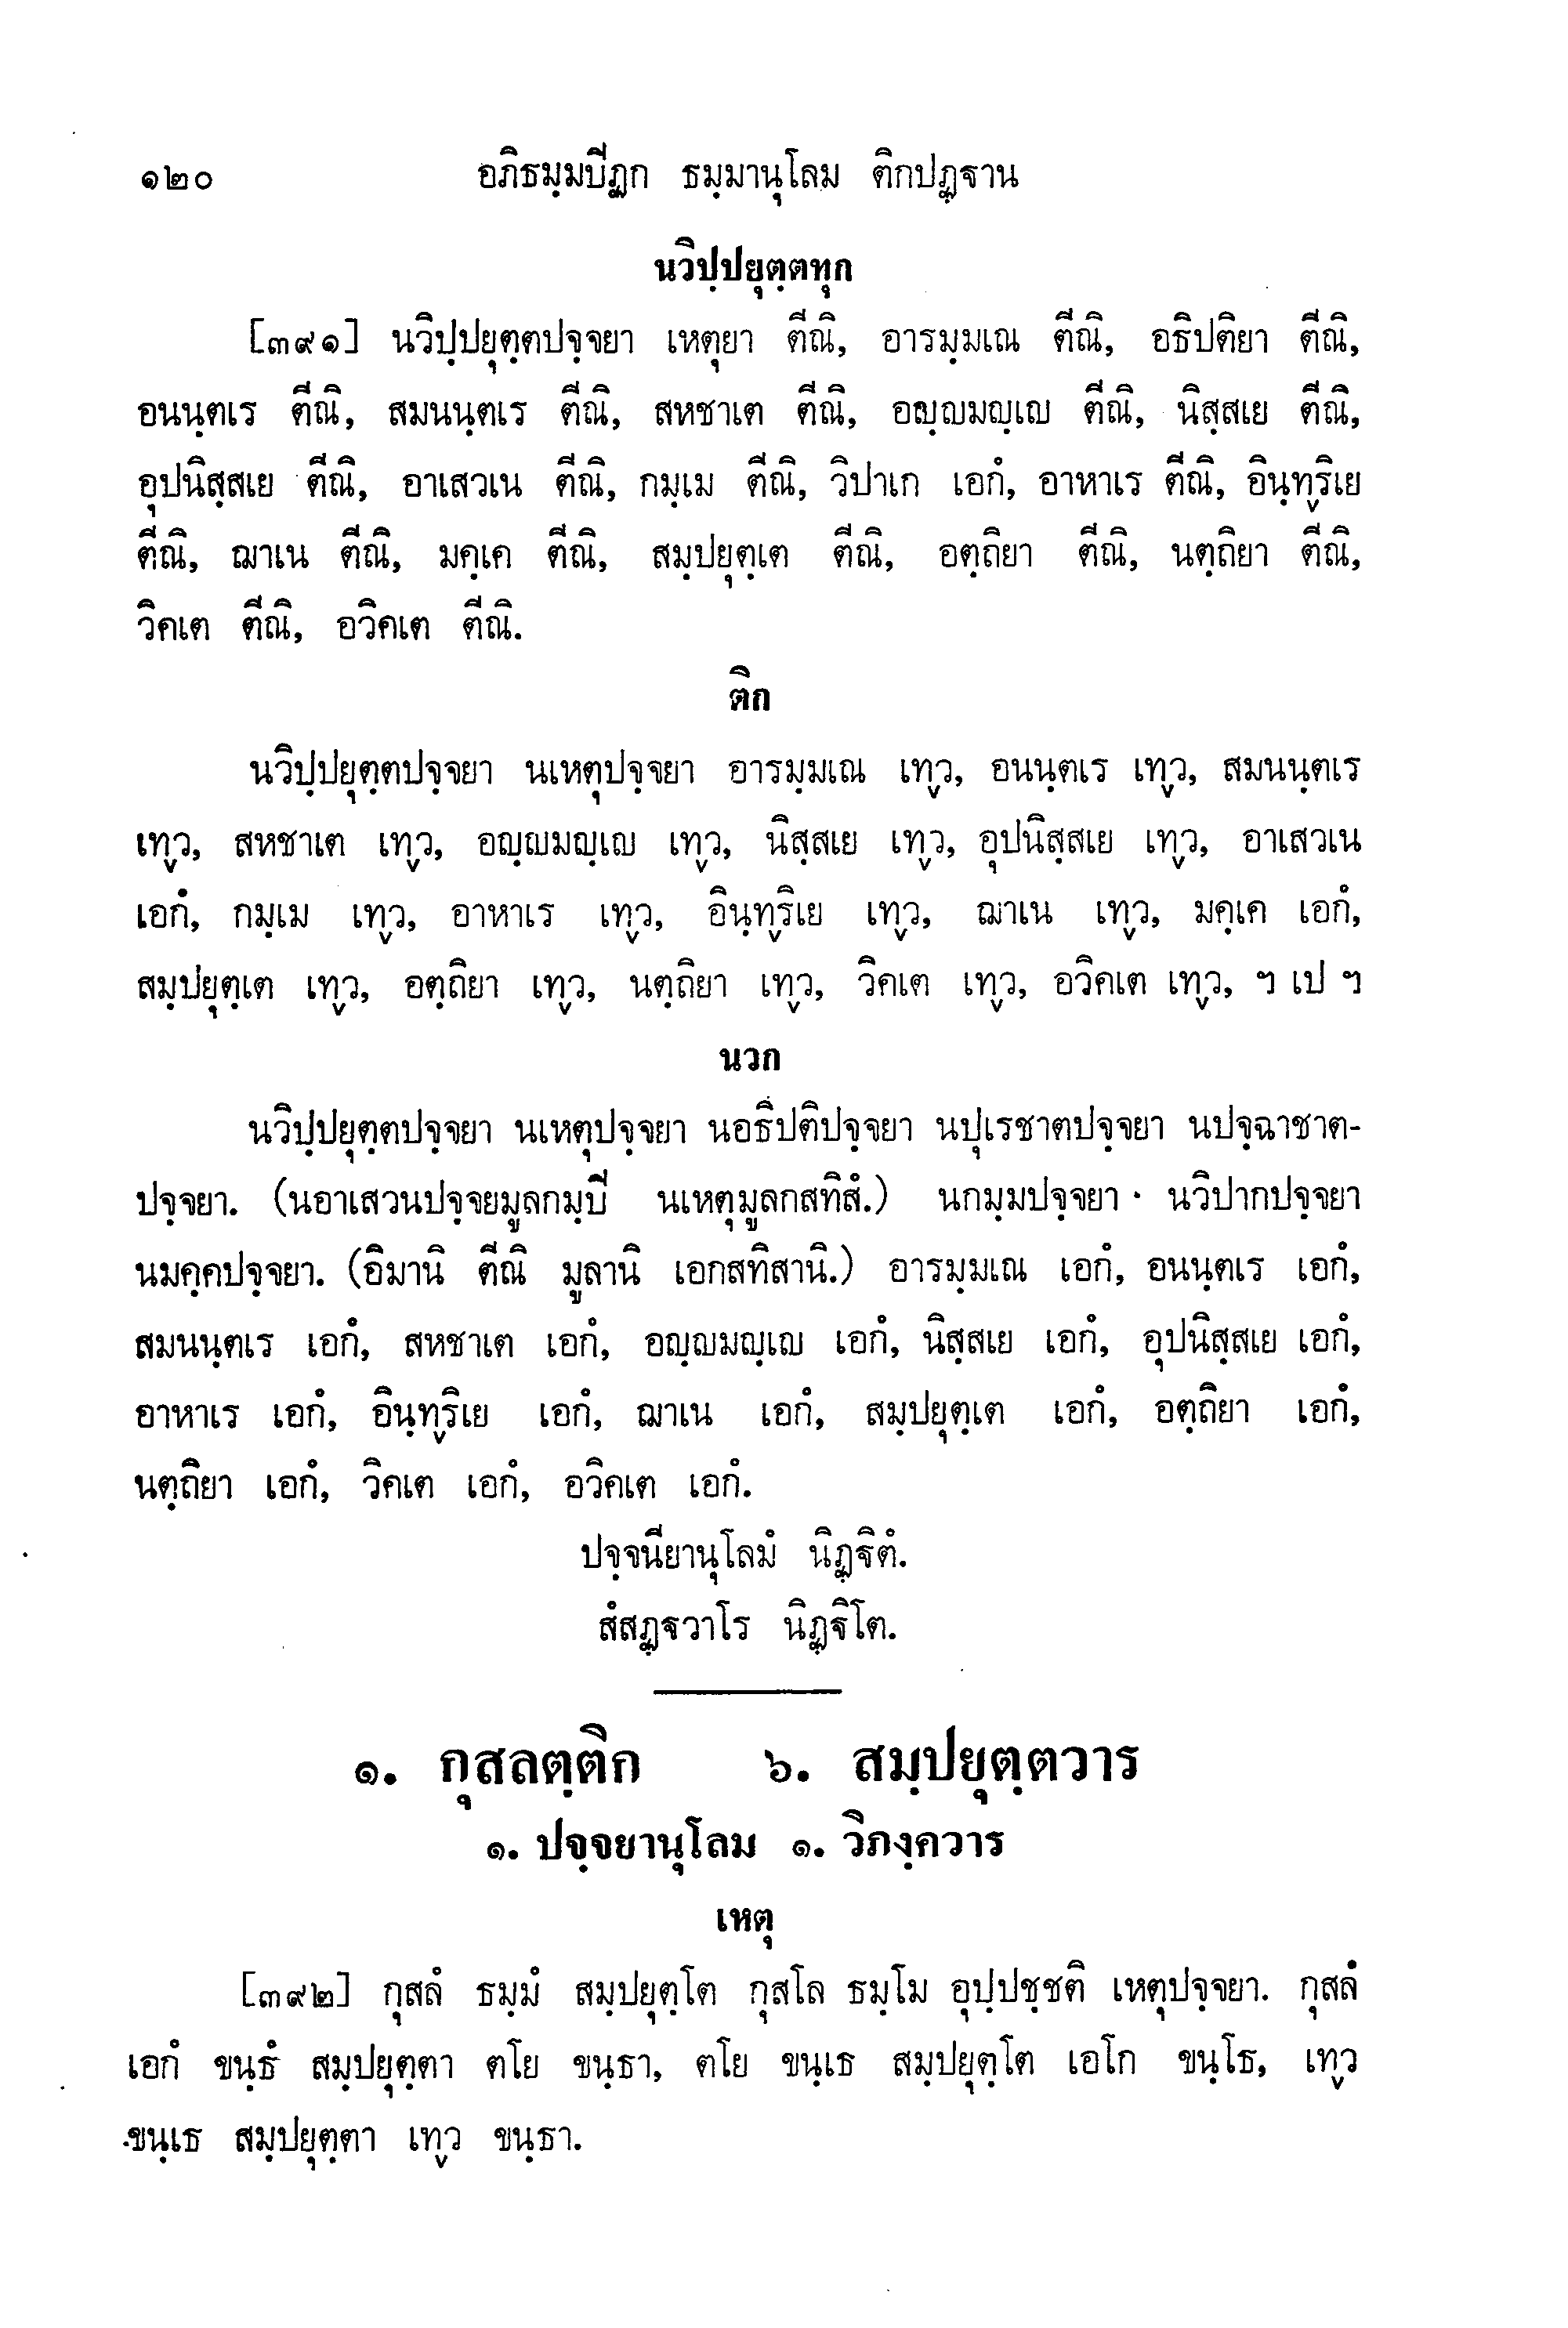 ๑๒๐ อภิธมฺมปิฏก ธมฺมานุโลม ติกปฏฺฐาน
นวิปฺปยุตฺตทุก
[๓๙๑] นวิปฺปยุตฺตปจฺจยา เหตุยา ตีณิ, อารมฺมเณ ตีณิ, อธิปติยา ตีณิ,
อนนฺตเร ตีณิ, สมนนฺตเร ตีณิ, สหชาเต ตีณิ, อญฺญมญฺเญ ตีณิ, นิสฺสเย ตีณิ,
อุปนิสฺสเย ตีณิ, อาเสวเน ตีณิ, กมฺเม ตีณิ, วิปาเก เอกํ, อาหาเร ตีณิ, อินฺทฺริเย
ตีณิ, ฌาเน ตีณิ, มคฺเค ตีณิ, สมฺปยุตฺเต ตีณิ, อตฺถิยา ตีณิ, นตฺถิยา ตีณิ,
วิคเต ตีณิ, อวิคเต ตีณิ.
ติก
นวิปฺปยุตฺตปจฺจยา นเหตุปจฺจยา อารมฺมเณ เทฺว, อนนฺตเร เทฺว, สมนนฺตเร
เทฺว, สหชาเต เทฺว, อญฺญมญฺเญ เทฺว, นิสฺสเย เทฺว, อุปนิสฺสเย เทฺว, อาเสวเน
เอกํ, กมฺเม เทฺว, อาหาเร เทฺว, อินฺทฺริเย เทฺว, ฌาเน เทฺว, มคฺเค เอกํ,
สมฺปยุตฺเต เทฺว, อตฺถิยา เทฺว, นตฺถิยา เทฺว, วิคเต เทฺว, อวิคเต เทฺว, ฯ เป ฯ
นวก
นวิปฺปยุตฺตปจฺจยา นเหตุปจฺจยา นอธิปติปจฺจยา นปุเรชาตปจฺจยา นปจฺฉาชาต-
ปจฺจยา. (นอาเสวนปจฺจยมูลกมฺปิ นเหตุมูลกสทิสํ.) นกมฺมปจฺจยา นวิปากปจฺจยา
นมคฺคปจฺจยา. (อิมานิ ตีณิ มูลานิ เอกสทิสานิ.) อารมฺมเณ เอกํ, อนนฺตเร เอกํ,
สมนนฺตเร เอกํ, สหชาเต เอกํ, อญฺญมญฺเญ เอกํ, นิสฺสเย เอกํ, อุปนิสฺสเย เอกํ,
อาหาเร เอกํ, อินฺทฺริเย เอกํ, ฌาเน เอกํ, สมฺปยุตฺเต เอกํ, อตฺถิยา เอกํ,
นตฺถิยา เอกํ, วิคเต เอกํ, อวิคเต เอกํ.
ปจฺจนียานุโลมํ นิฏฺฐิตํ.
สํสฏฺฐวาโร นิฏฺฐิโต.
๑. กุสลตฺติก ๖. สมฺปยุตฺตวาร
๑. ปจฺจยานุโลม ๑. วิภงฺควาร
เหตุ
[๓๙๒] กุสลํ ธมฺมํ สมฺปยุตฺโต กุสโล ธมฺโม อุปฺปชฺชติ เหตุปจฺจยา. กุสลํ
เอกํ ขนฺธํ สมฺปยุตฺตา ตโย ขนฺธา, ตโย ขนฺเธ สมฺปยุตฺโต เอโก ขนฺโธ, เทฺว
ขนฺเธ สมฺปยุตฺตา เทฺว ขนฺธา.